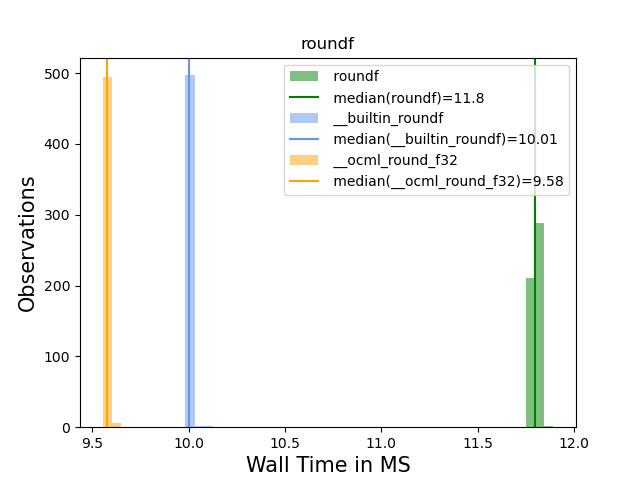 roundf
roundf
median(roundf)=11.8
__builtin_roundf
median(__builtin_roundf)=10.01
__ocml_round_f32
median(__ocml_round_f32)=9.58
Observations
500
400
300
200
100
0
9.5 10.0 10.5 11.0 11.5 12.0
Wall Time in MS